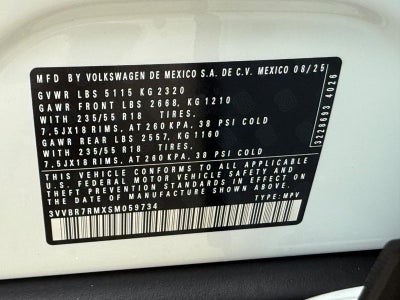 MFD BY VOLKSWAGEN DE MEXICO S.A. DE C.V. MEXICO 08/25
GVWR LBS 5115 KG 2320
GAWR FRONT LBS 2668, KG 1210
WITH 235/55 R18 TIRES.
7,5JX18 RIMS, AT 260 KPA, 38 PSI COLD
GAWR REAR LBS 2557, KG 1160
WITH 235/55 R18 TIRES.
7,5JX18 RIMS, AT 260 KPA, 38 PSI COLD
THIS VEHICLE CONFORMS TO ALL APPLICABLE
U.S. FEDERAL MOTOR VEHICLE SAFETY AND
THEFT PREVENTION STANDARDS IN EFFECT ON
THE DATE OF MANUFACTURE SHOWN ABOVE
3VVBR7RMXSM059734
TYPE: MPV
3228693 4026